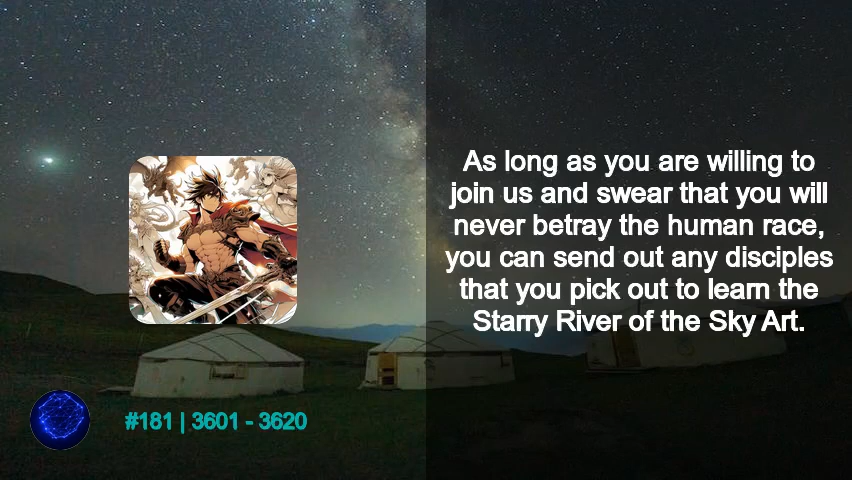 As long as you are willing to
join us and swear that you will
never betray the human race,
you can send out any disciples
that you pick out to learn the
Starry River of the Sky Art.
#181 | 3601 - 3620